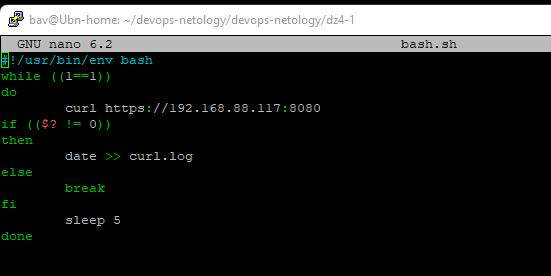 bav@Ubn-home: ~/devops-netology/devops-netology/dz4-1
GNU nano 6.2 bash.sh
#!/usr/bin/env bash
while ((1==1))
do
        curl https://192.168.88.117:8080
if (($? != 0))
then
        date >> curl.log
else
        break
fi
        sleep 5
done